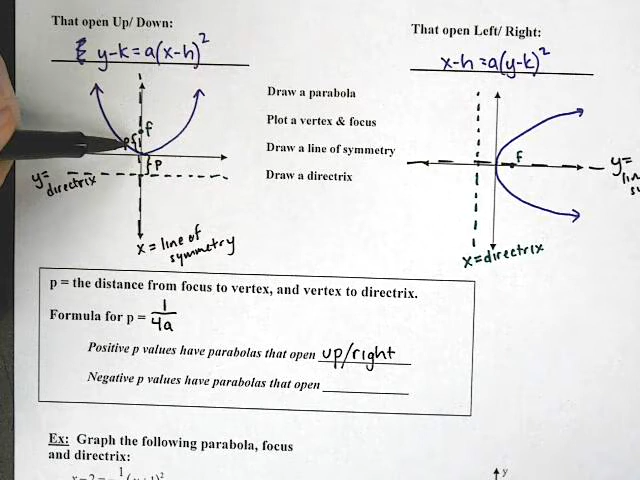 That open Up/ Down:
y-k=a(x-h)²
That open Left/ Right:
x-h=a(y-k)²
Draw a parabola
Plot a vertex & focus
Draw a line of symmetry
Draw a directrix
f
p
p
y=
directrix
x = line of
symmetry
f
y=
x=directrix
p = the distance from focus to vertex, and vertex to directrix.
Formula for p = 1/4a
Positive p values have parabolas that open up/right
Negative p values have parabolas that open
Ex: Graph the following parabola, focus
and directrix:
y